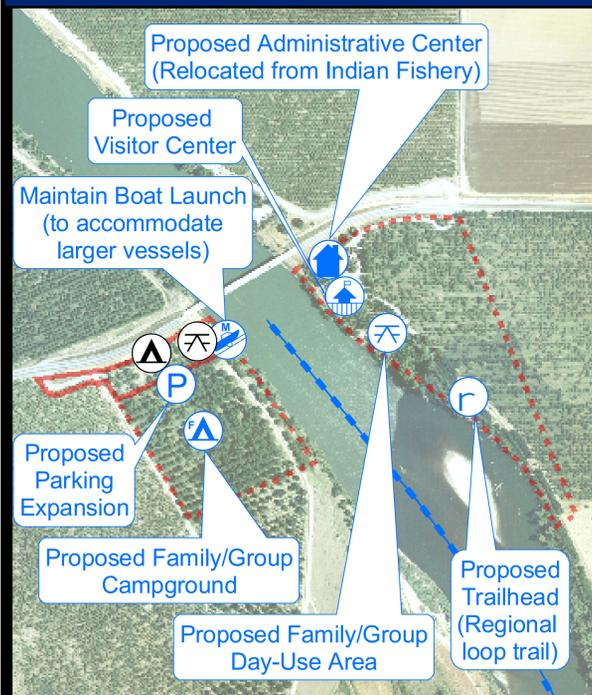 Proposed Administrative Center
(Relocated from Indian Fishery)
Proposed
Visitor Center
Maintain Boat Launch
(to accommodate
larger vessels)
M
P
r
F
Proposed
Parking
Expansion
Proposed Family/Group
Campground
Proposed Family/Group
Day-Use Area
Proposed
Trailhead
(Regional
loop trail)